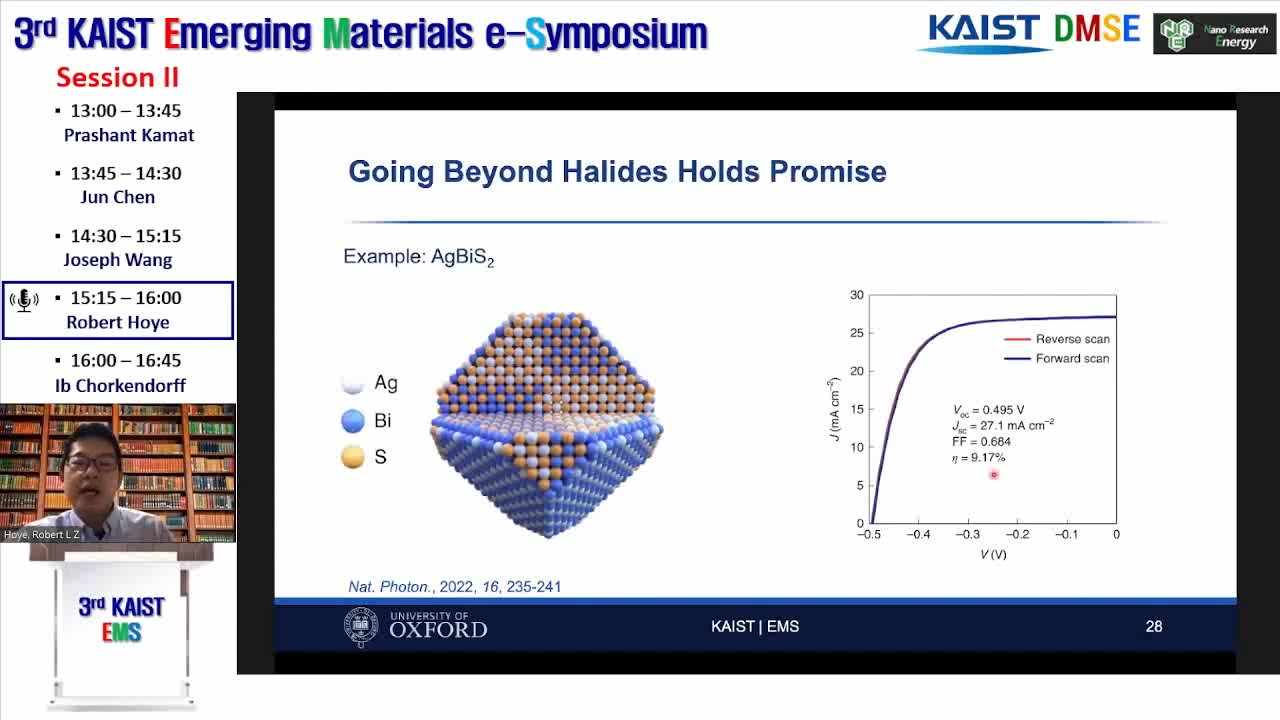 3rd KAIST Emerging Materials e-Symposium
KAIST DMSE
Nano Research
Energy
NRE
Session II
▪ 13:00 – 13:45
Prashant Kamat
▪ 13:45 – 14:30
Jun Chen
▪ 14:30 – 15:15
Joseph Wang
▪ 15:15 – 16:00
Robert Hoye
▪ 16:00 – 16:45
Ib Chorkendorff
Hoye, Robert L Z
3rd KAIST
EMS
Going Beyond Halides Holds Promise
Example: AgBiS2
Ag
Bi
S
30
25
20
15
10
5
0
J (mA cm−2)
Reverse scan
Forward scan
Voc = 0.495 V
Jsc = 27.1 mA cm−2
FF = 0.684
η = 9.17%
−0.5 −0.4 −0.3 −0.2 −0.1 0
V (V)
Nat. Photon., 2022, 16, 235-241
UNIVERSITY OF
OXFORD
KAIST | EMS
28